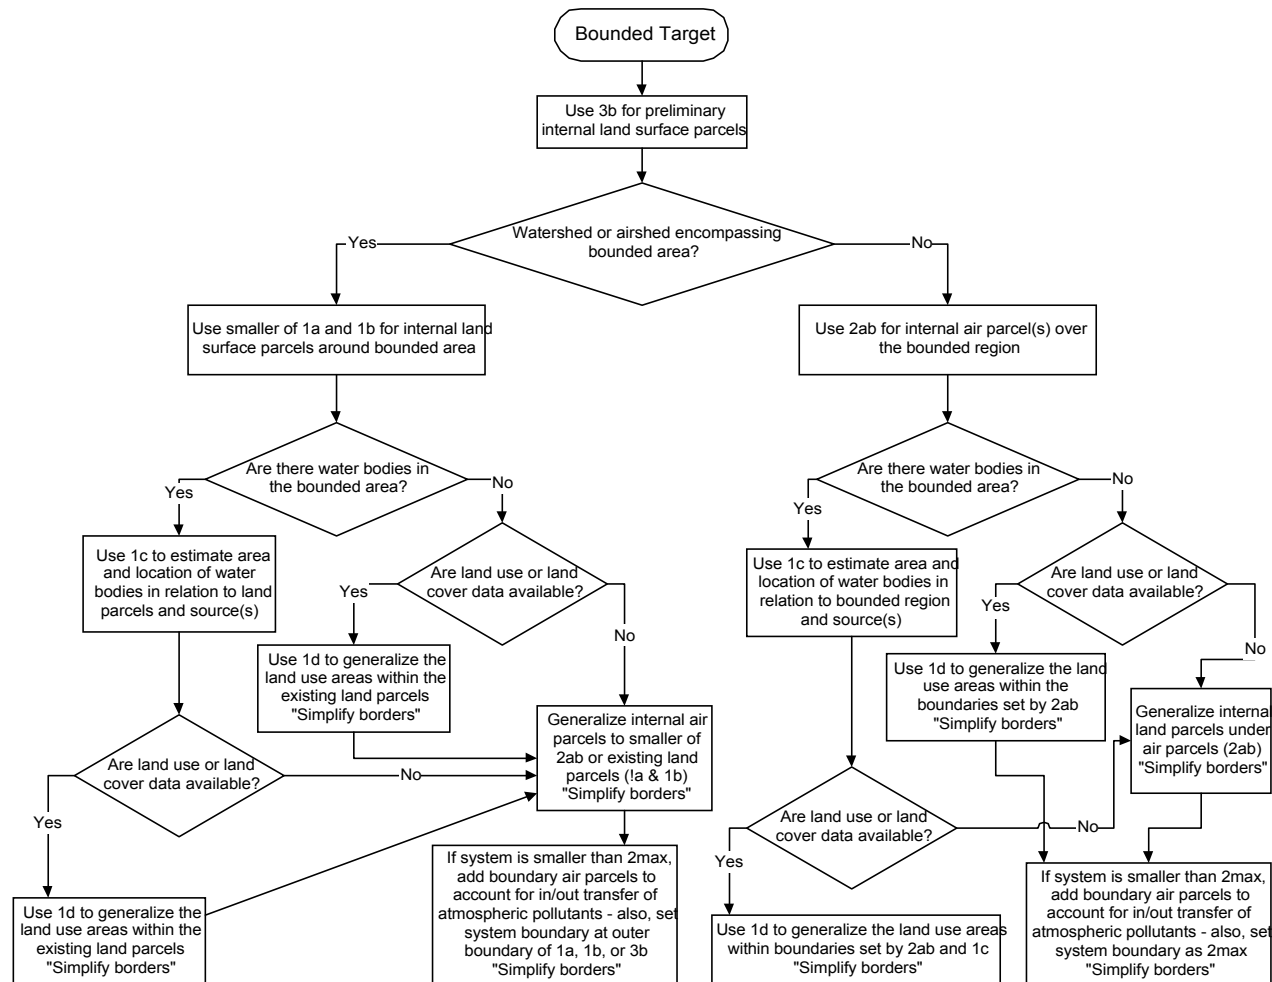 Bounded Target
Use 3b for preliminary
internal land surface parcels
Watershed or airshed encompassing
bounded area?
Yes
No
Use smaller of 1a and 1b for internal land
surface parcels around bounded area
Use 2ab for internal air parcel(s) over
the bounded region
Are there water bodies in
the bounded area?
Yes
No
Are there water bodies in
the bounded area?
Yes
No
Use 1c to estimate area
and location of water
bodies in relation to land
parcels and source(s)
Are land use or land
cover data available?
Yes
No
Use 1c to estimate area and
location of water bodies in
relation to bounded region
and source(s)
Are land use or land
cover data available?
Yes
No
Use 1d to generalize the
land use areas within the
existing land parcels
"Simplify borders"
Use 1d to generalize the land
use areas within the
boundaries set by 2ab
"Simplify borders"
Generalize internal air
parcels to smaller of
2ab or existing land
parcels (!a & 1b)
"Simplify borders"
Generalize internal
land parcels under
air parcels (2ab)
"Simplify borders"
Are land use or land
cover data available?
No
Yes
Are land use or land
cover data available?
No
Yes
Use 1d to generalize the
land use areas within the
existing land parcels
"Simplify borders"
If system is smaller than 2max,
add boundary air parcels to
account for in/out transfer of
atmospheric pollutants - also, set
system boundary at outer
boundary of 1a, 1b, or 3b
"Simplify borders"
Use 1d to generalize the land use areas
within boundaries set by 2ab and 1c
"Simplify borders"
If system is smaller than 2max,
add boundary air parcels to
account for in/out transfer of
atmospheric pollutants - also, set
system boundary as 2max
"Simplify borders"